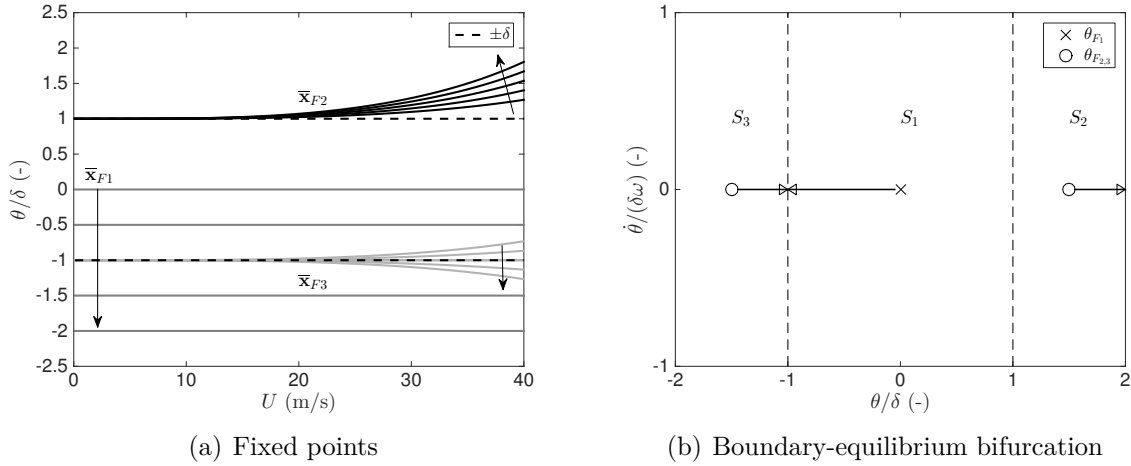 2.5
2
1.5
1
0.5
0
-0.5
-1
-1.5
-2
-2.5
θ/δ (-)
±δ
x̅F2
x̅F1
x̅F3
0 10 20 30 40
U (m/s)
(a) Fixed points
1
0
-1
θ̇/(δω) (-)
θF1
θF2,3
S3 S1 S2
-2 -1 0 1 2
θ/δ (-)
(b) Boundary-equilibrium bifurcation